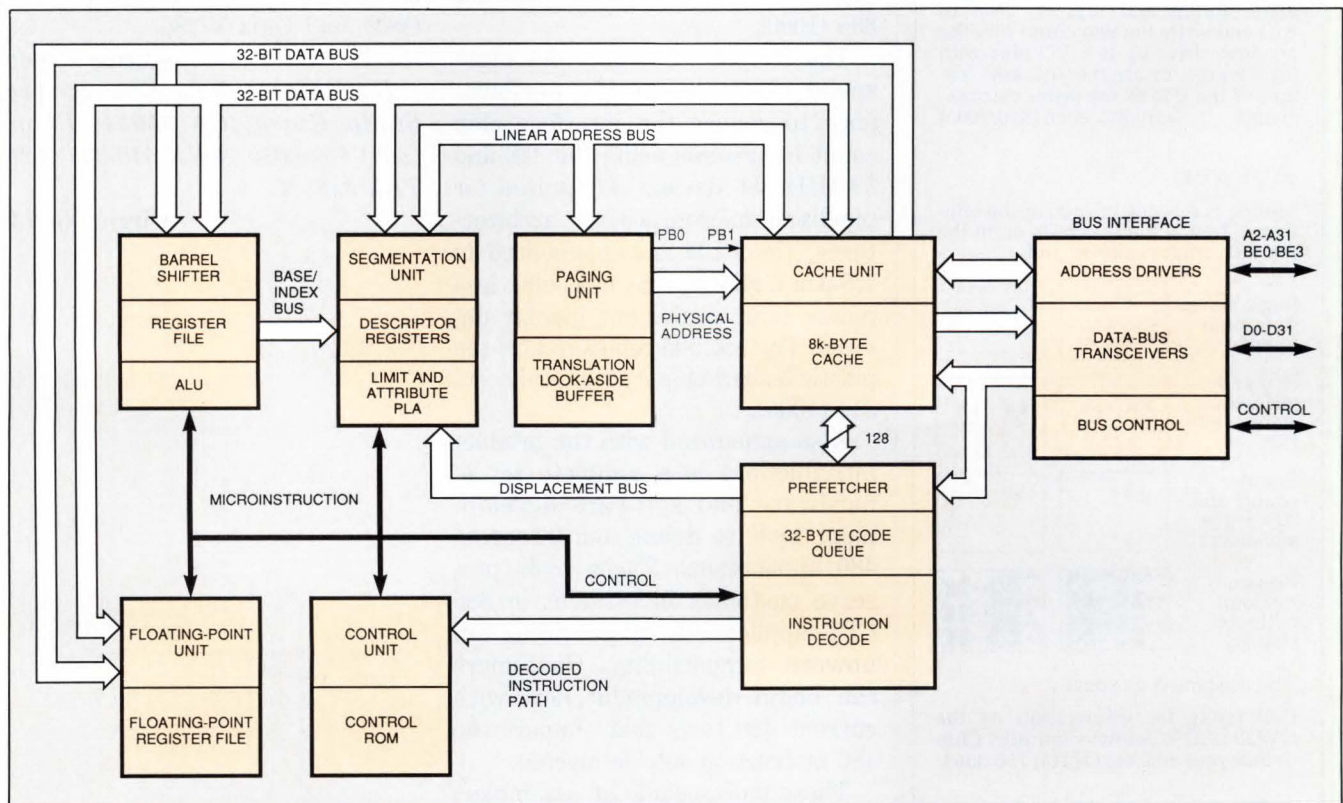 32-BIT DATA BUS
32-BIT DATA BUS
LINEAR ADDRESS BUS
BARREL
SHIFTER
REGISTER
FILE
ALU
BASE/
INDEX
BUS
SEGMENTATION
UNIT
DESCRIPTOR
REGISTERS
LIMIT AND
ATTRIBUTE
PLA
PAGING
UNIT
TRANSLATION
LOOK-ASIDE
BUFFER
PB0 PB1
PHYSICAL
ADDRESS
CACHE UNIT
8k-BYTE
CACHE
BUS INTERFACE
ADDRESS DRIVERS
DATA-BUS
TRANSCEIVERS
BUS CONTROL
A2-A31
BE0-BE3
D0-D31
CONTROL
128
MICROINSTRUCTION
DISPLACEMENT BUS
PREFETCHER
32-BYTE CODE
QUEUE
INSTRUCTION
DECODE
CONTROL
FLOATING-POINT
UNIT
FLOATING-POINT
REGISTER FILE
CONTROL
UNIT
CONTROL
ROM
DECODED
INSTRUCTION
PATH